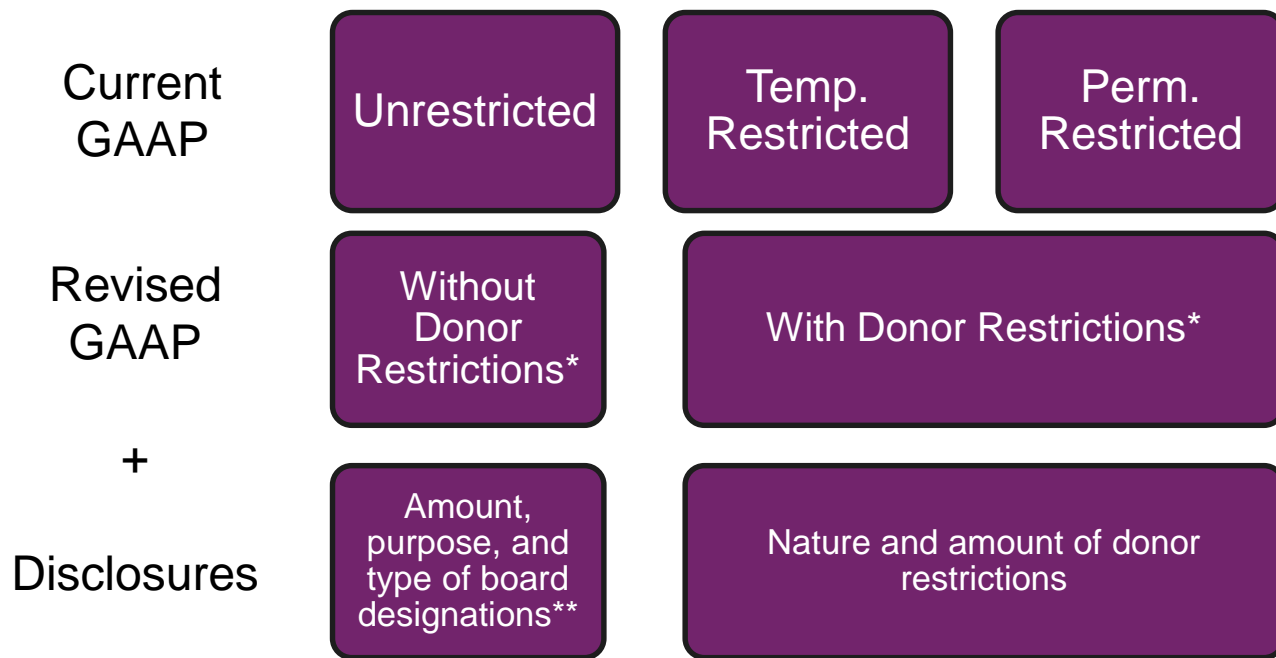 Current
GAAP
Unrestricted
Temp.
Restricted
Perm.
Restricted
Revised
GAAP
Without
Donor
Restrictions*
With Donor Restrictions*
+
Disclosures
Amount,
purpose, and
type of board
designations**
Nature and amount of donor
restrictions